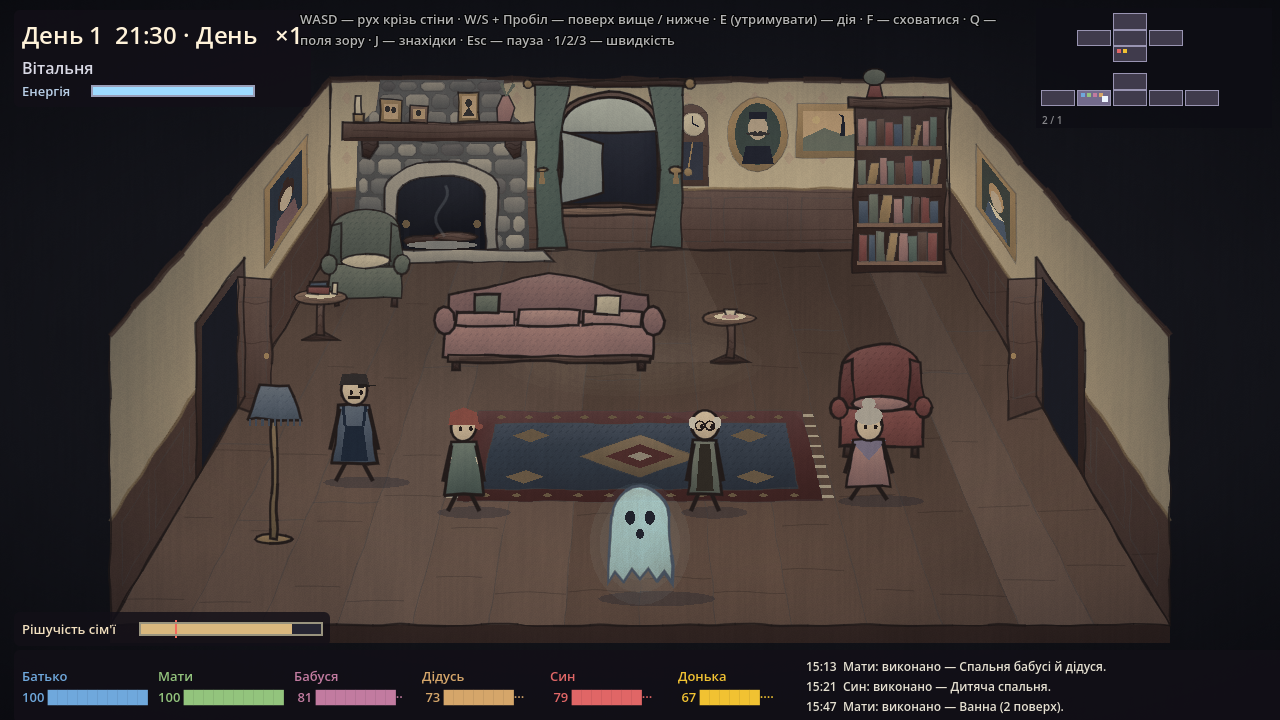 День 1  21:30 · День  ×1
WASD — рух крізь стіни · W/S + Пробіл — поверх вище / нижче · E (утримувати) — дія · F — сховатися · Q —
поля зору · J — знахідки · Esc — пауза · 1/2/3 — швидкість
Вітальня
Енергія
2 / 1
Рішучість сім'ї
Батько
Мати
Бабуся
Дідусь
Син
Донька
100
100
81
73
79
67
15:13  Мати: виконано — Спальня бабусі й дідуся.
15:21  Син: виконано — Дитяча спальня.
15:47  Мати: виконано — Ванна (2 поверх).